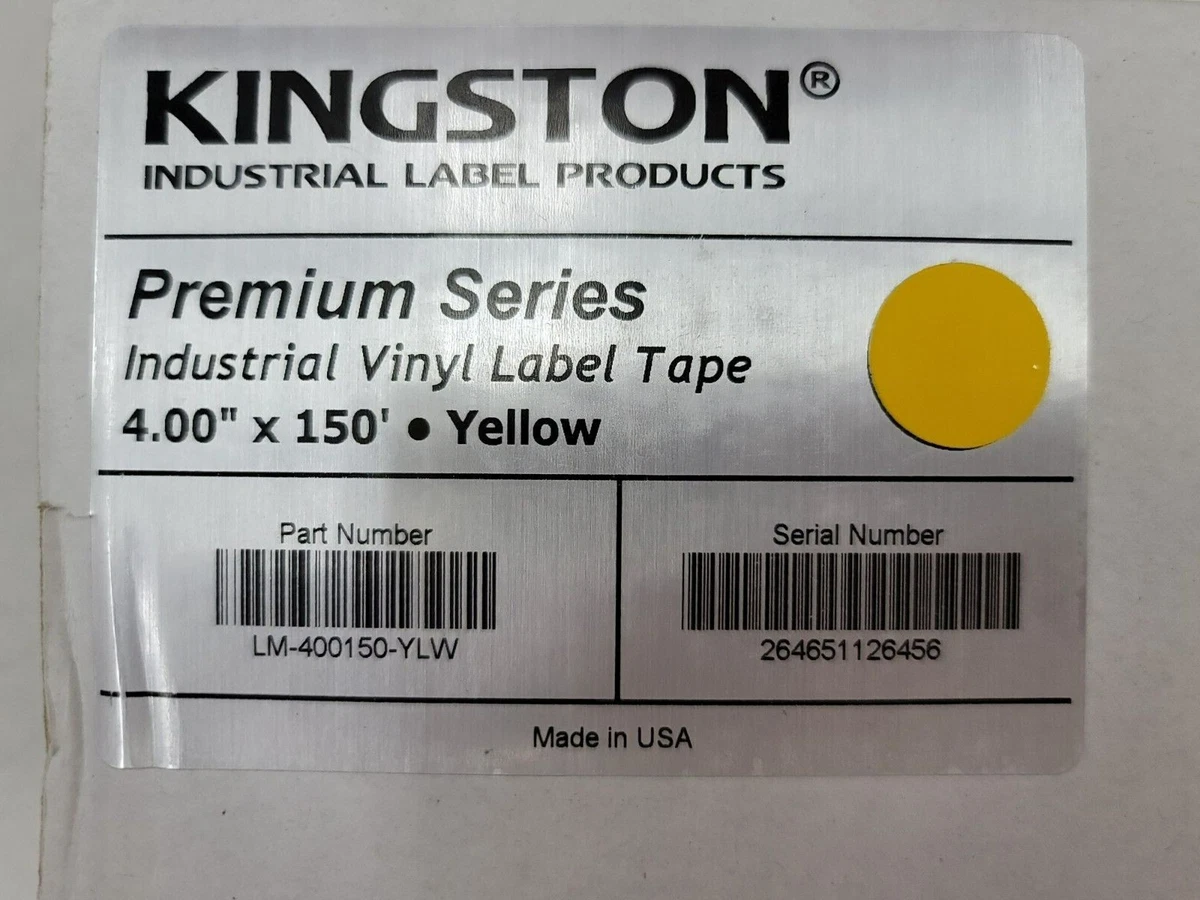 KINGSTON®
INDUSTRIAL LABEL PRODUCTS
Premium Series
Industrial Vinyl Label Tape
4.00" x 150' • Yellow
Part Number
LM-400150-YLW
Serial Number
264651126456
Made in USA